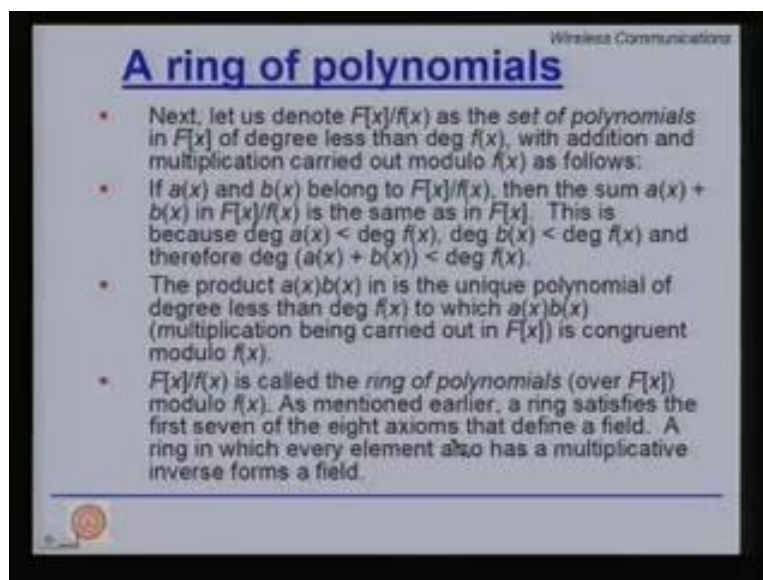 Wireless Communications
A ring of polynomials
• Next, let us denote F[x]/f(x) as the set of polynomials
in F[x] of degree less than deg f(x), with addition and
multiplication carried out modulo f(x) as follows:
• If a(x) and b(x) belong to F[x]/f(x), then the sum a(x) +
b(x) in F[x]/f(x) is the same as in F[x]. This is
because deg a(x) < deg f(x), deg b(x) < deg f(x) and
therefore deg (a(x) + b(x)) < deg f(x).
• The product a(x)b(x) in is the unique polynomial of
degree less than deg f(x) to which a(x)b(x)
(multiplication being carried out in F[x]) is congruent
modulo f(x).
• F[x]/f(x) is called the ring of polynomials (over F[x])
modulo f(x). As mentioned earlier, a ring satisfies the
first seven of the eight axioms that define a field. A
ring in which every element also has a multiplicative
inverse forms a field.